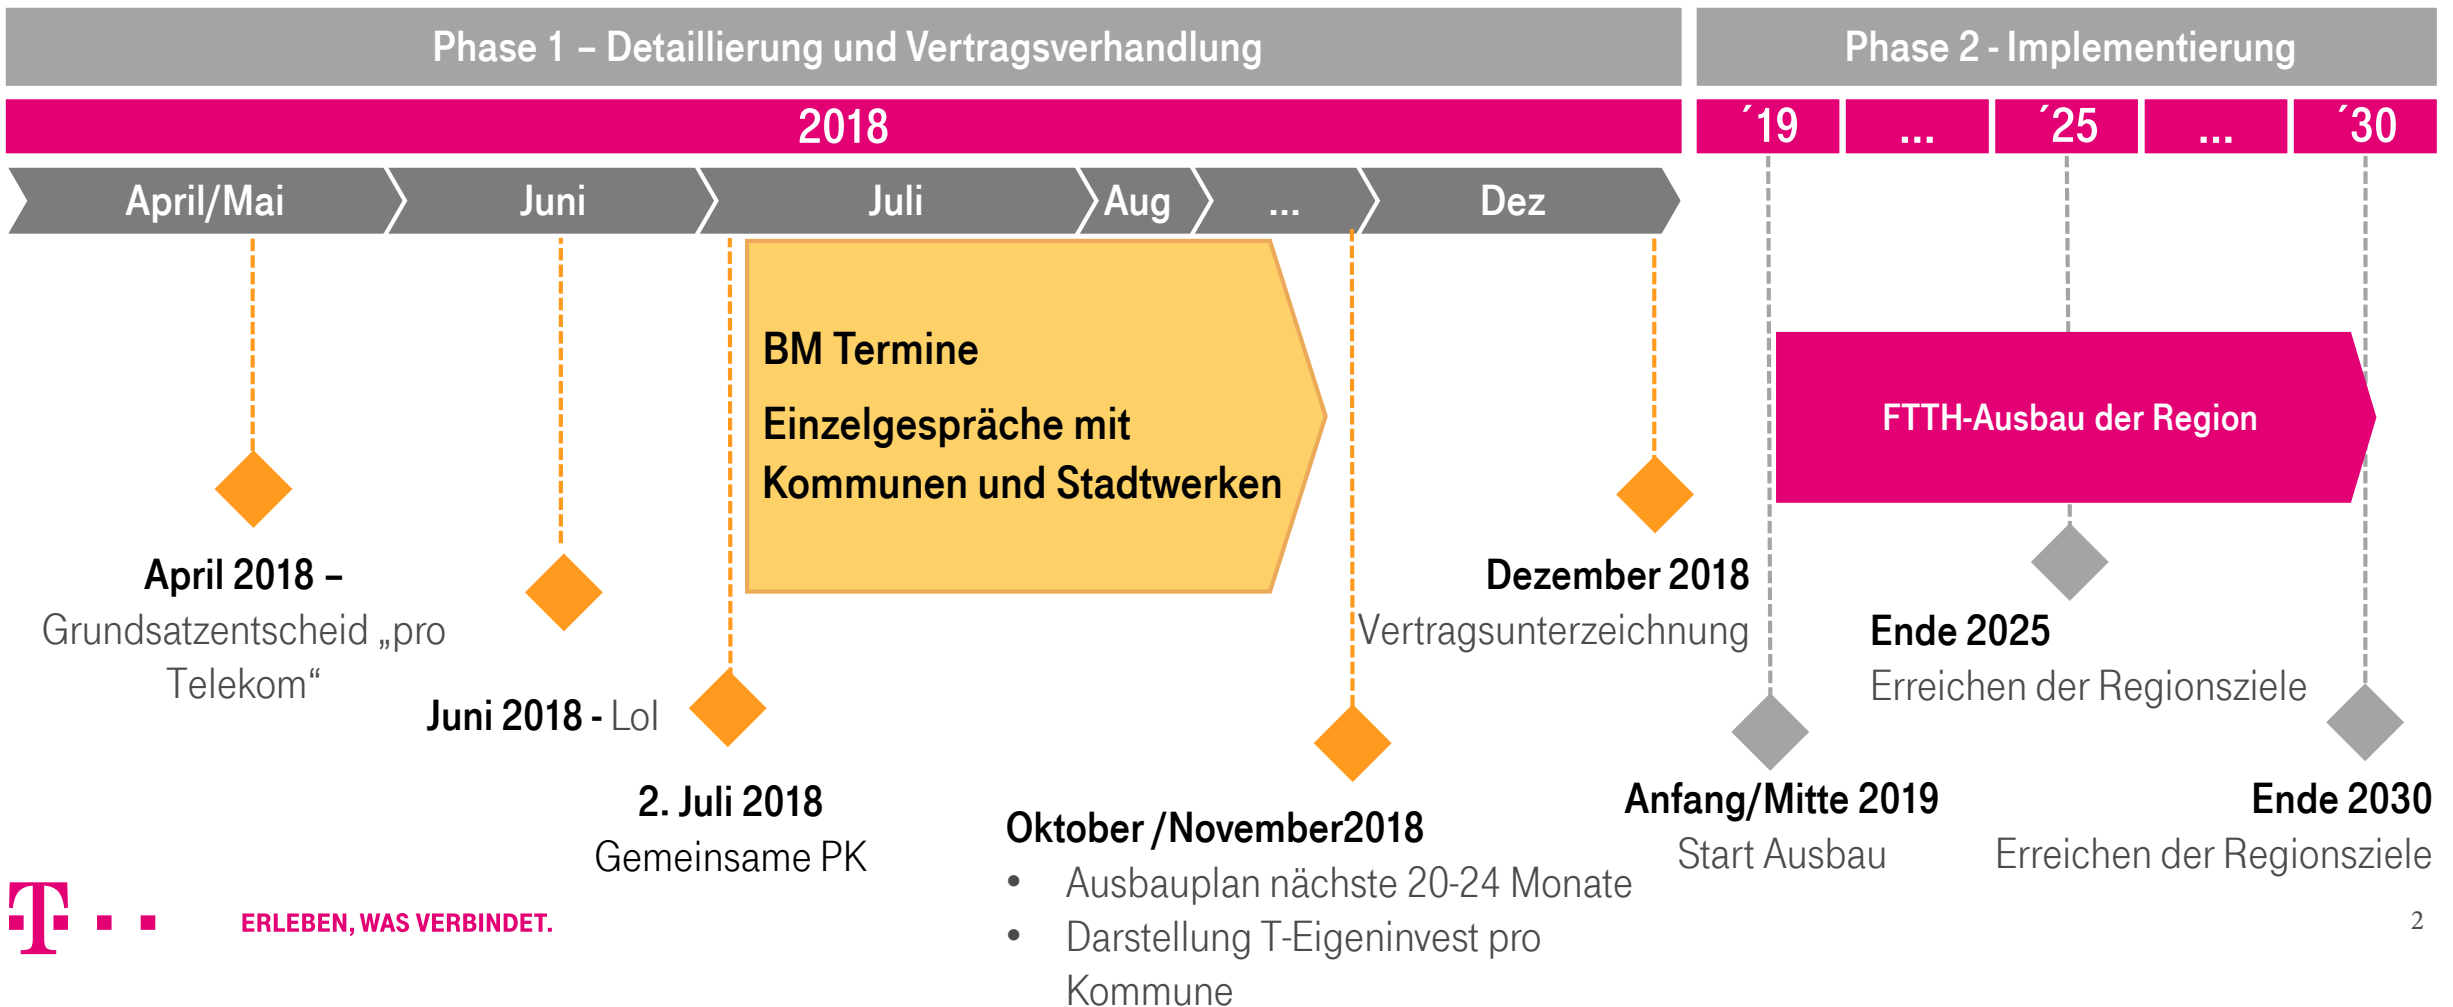 Phase 1 – Detaillierung und Vertragsverhandlung
Phase 2 - Implementierung
2018
´19
...
´25
...
´30
April/Mai
Juni
Juli
Aug
...
Dez
BM Termine
Einzelgespräche mit
Kommunen und Stadtwerken
FTTH-Ausbau der Region
April 2018 –
Grundsatzentscheid „pro
Telekom“
Juni 2018 - LoI
2. Juli 2018
Gemeinsame PK
Oktober /November2018
• Ausbauplan nächste 20-24 Monate
• Darstellung T-Eigeninvest pro
Kommune
Dezember 2018
Vertragsunterzeichnung
Anfang/Mitte 2019
Start Ausbau
Ende 2025
Erreichen der Regionsziele
Ende 2030
Erreichen der Regionsziele
T
ERLEBEN, WAS VERBINDET.
2